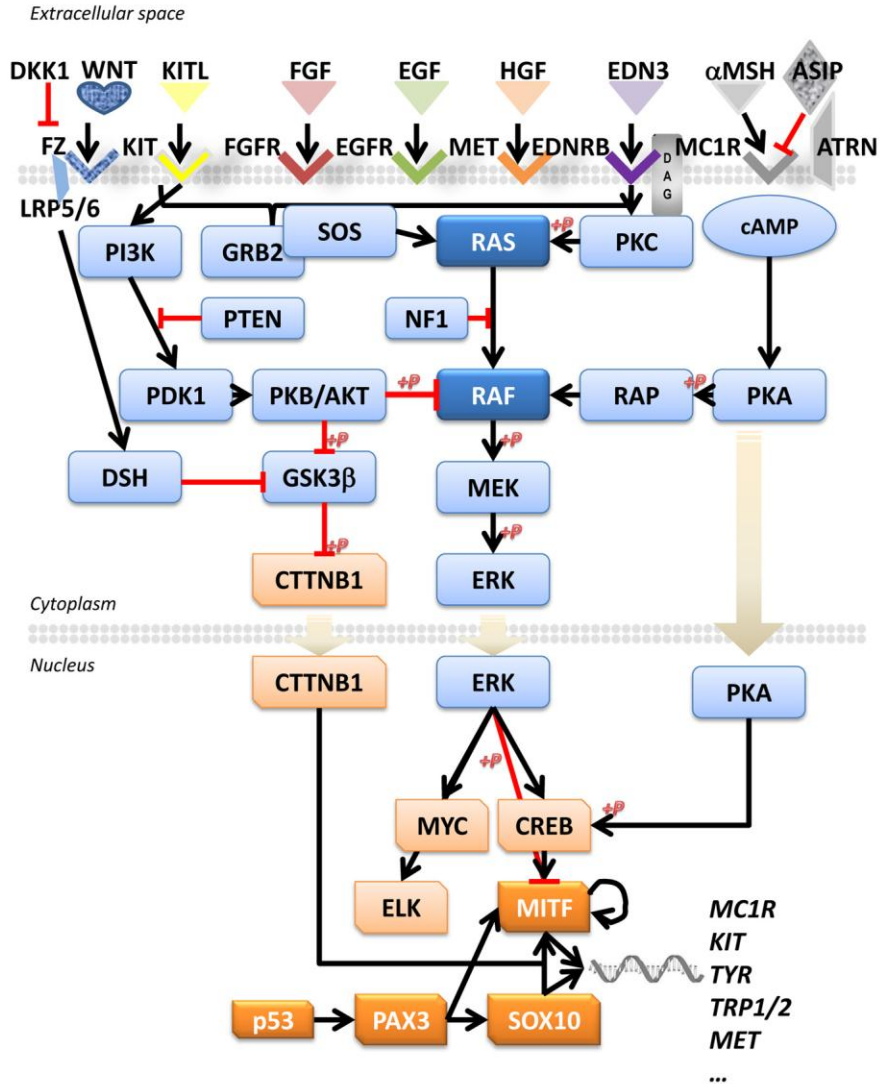 Extracellular space
DKK1 WNT KITL FGF EGF HGF EDN3 αMSH ASIP
FZ KIT FGFR EGFR MET EDNRB MC1R ATRN
DAG
LRP5/6
PI3K GRB2 SOS RAS +P PKC cAMP
PTEN NF1
PDK1 PKB/AKT +P RAF RAP +P PKA
+P +P
DSH GSK3β MEK
+P +P
CTTNB1 ERK
Cytoplasm
Nucleus
CTTNB1 ERK PKA
+P
+P
MYC CREB
ELK MITF
MC1R
KIT
TYR
TRP1/2
MET
...
p53 PAX3 SOX10